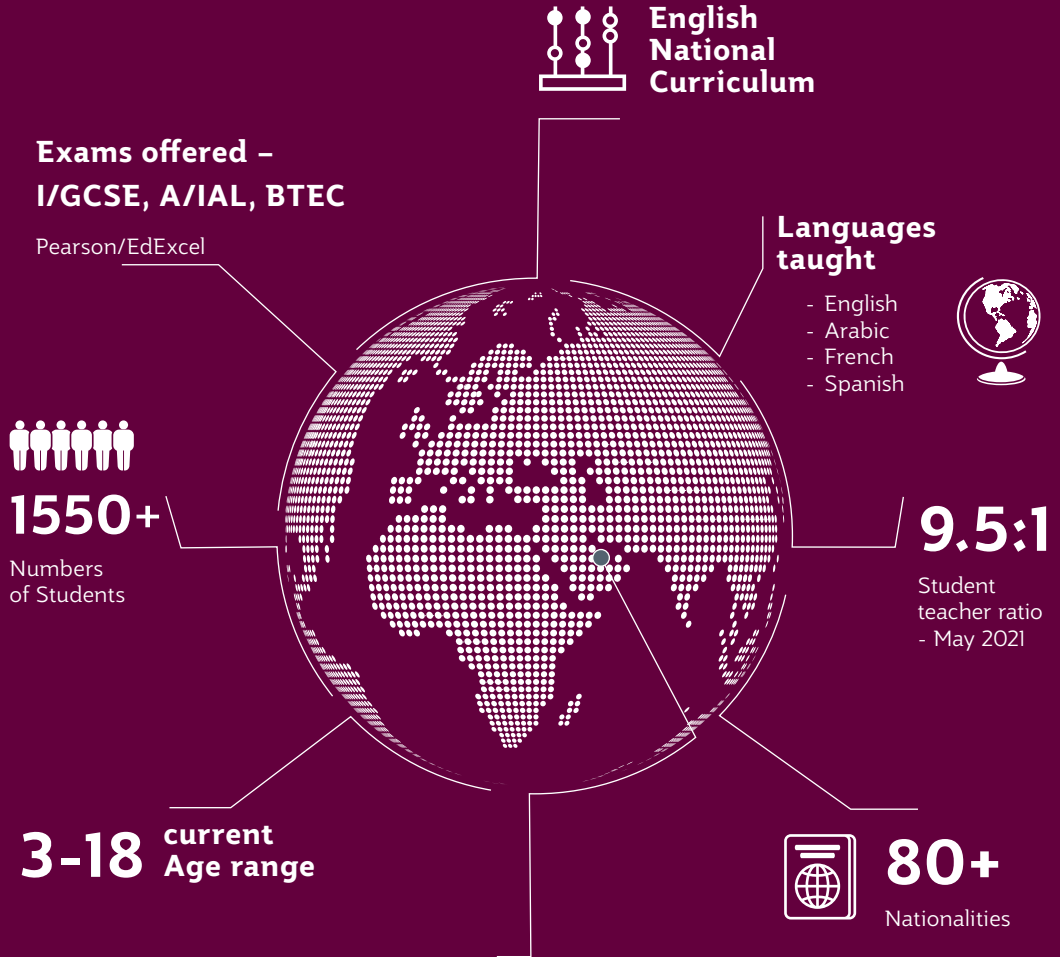 English
National
Curriculum
Exams offered –
I/GCSE, A/IAL, BTEC
Pearson/EdExcel
Languages
taught
- English
- Arabic
- French
- Spanish
1550+
Numbers
of Students
9.5:1
Student
teacher ratio
- May 2021
3-18
current
Age range
80+
Nationalities